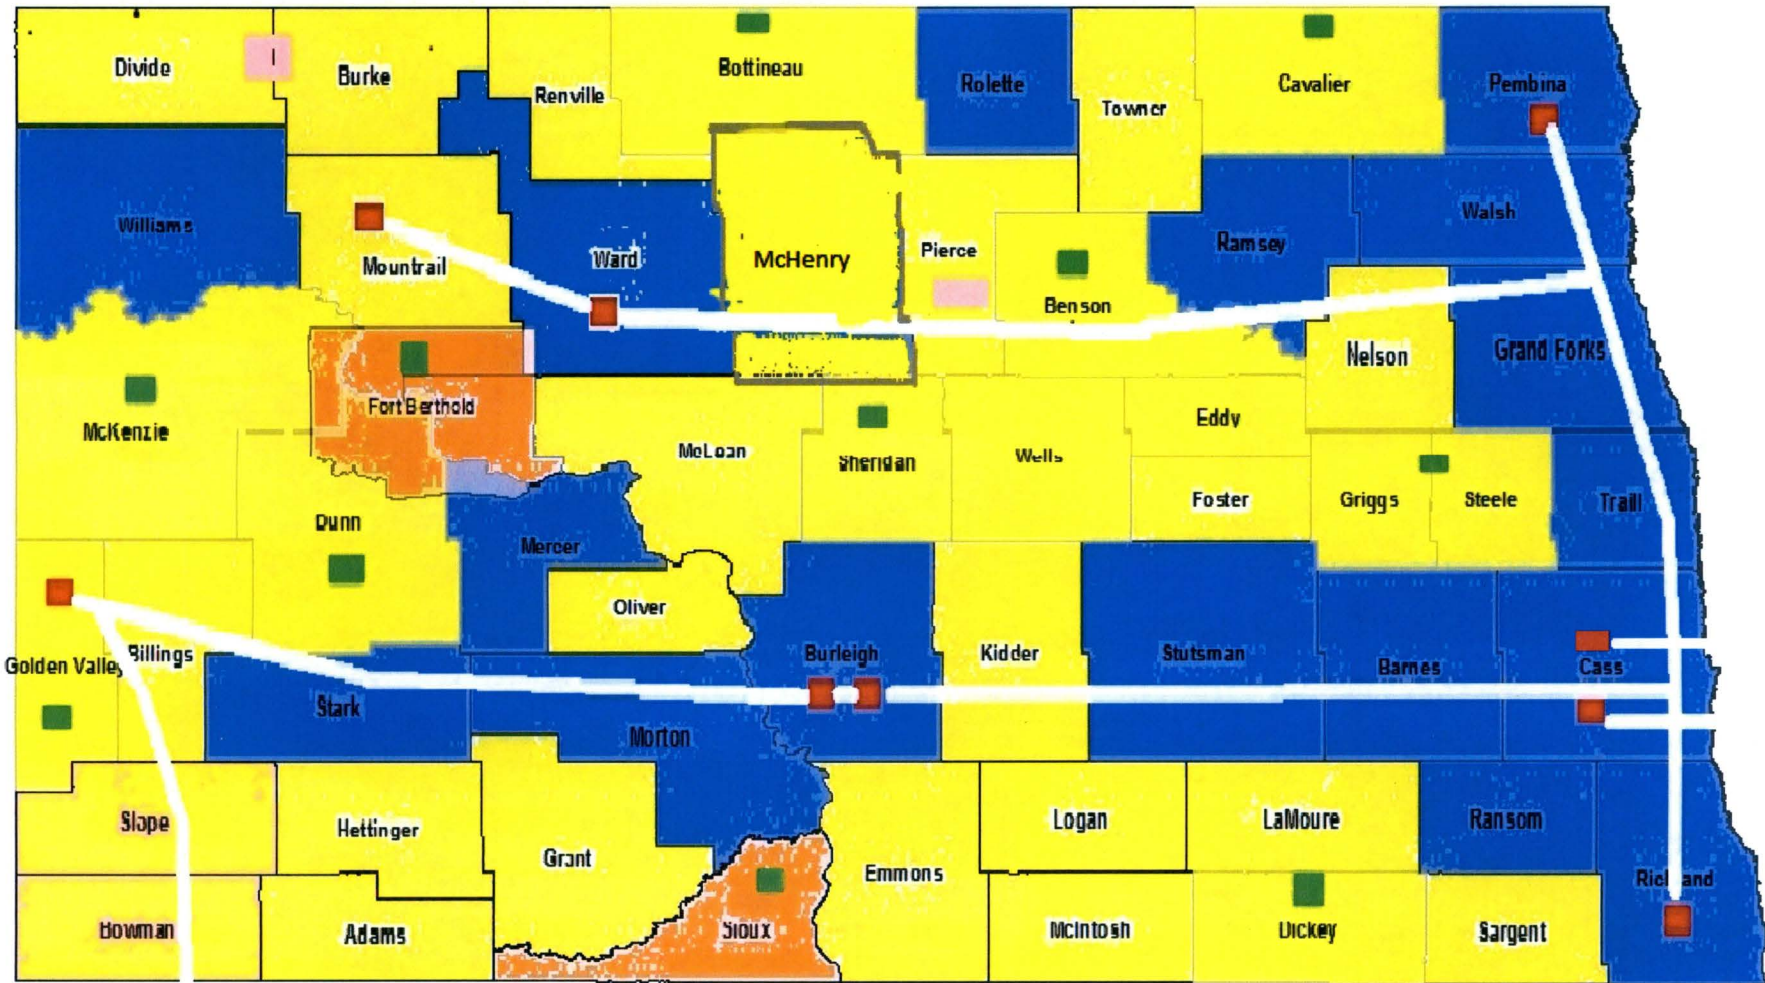 Divide
Burke
Renville
Bottineau
Rolette
Towner
Cavalier
Pembina
Williams
Mountrail
Ward
McHenry
Pierce
Benson
Ramsey
Walsh
McKenzie
Fort Berthold
McLean
Sheridan
Wells
Eddy
Nelson
Grand Forks
Dunn
Mercer
Foster
Griggs
Steele
Traill
Golden Valley
Billings
Oliver
Burleigh
Kidder
Stutsman
Barnes
Cass
Stark
Morton
Slope
Hettinger
Grant
Emmons
Logan
LaMoure
Ransom
Richland
Bowman
Adams
Sioux
McIntosh
Dickey
Sargent